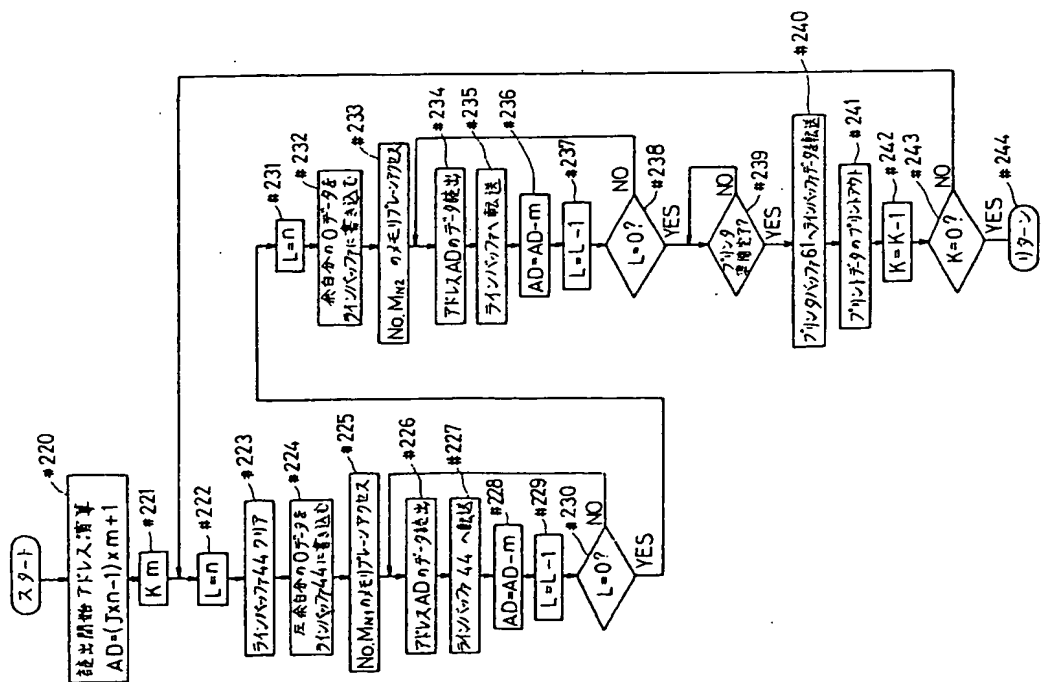 スタート
#220
読出開始アドレス演算
AD=(J×n-1)×m+1
#221
K m
#222
L=n
#223
ラインバッファ44クリア
#224
左余白分の0データを
ラインバッファ44に書き込む
#225
No.MN1のメモリプレーンアクセス
#226
アドレスADのデータ読出
#227
ラインバッファ44へ転送
#228
AD=AD-m
#229
L=L-1
#230
L=0?
NO
YES
#231
L=n
#232
余白分の0データを
ラインバッファに書き込む
#233
No.MN2のメモリプレーンアクセス
#234
アドレスADのデータ読出
#235
ラインバッファへ転送
#236
AD=AD-m
#237
L=L-1
#238
L=0?
NO
YES
#239
プリンタ
NO
YES
#240
プリンタバッファ61へラインバッファデータを転送
#241
プリントデータのプリントアウト
#242
K=K-1
#243
K=0?
NO
YES
#244
リターン